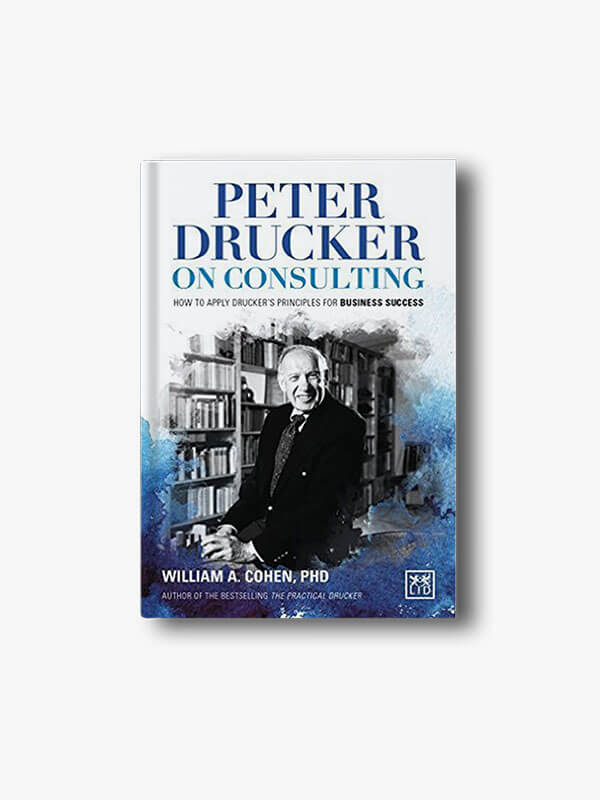 PETER
DRUCKER
ON CONSULTING
HOW TO APPLY DRUCKER'S PRINCIPLES FOR BUSINESS SUCCESS
WILLIAM A. COHEN, PHD
AUTHOR OF THE BESTSELLING THE PRACTICAL DRUCKER
LID